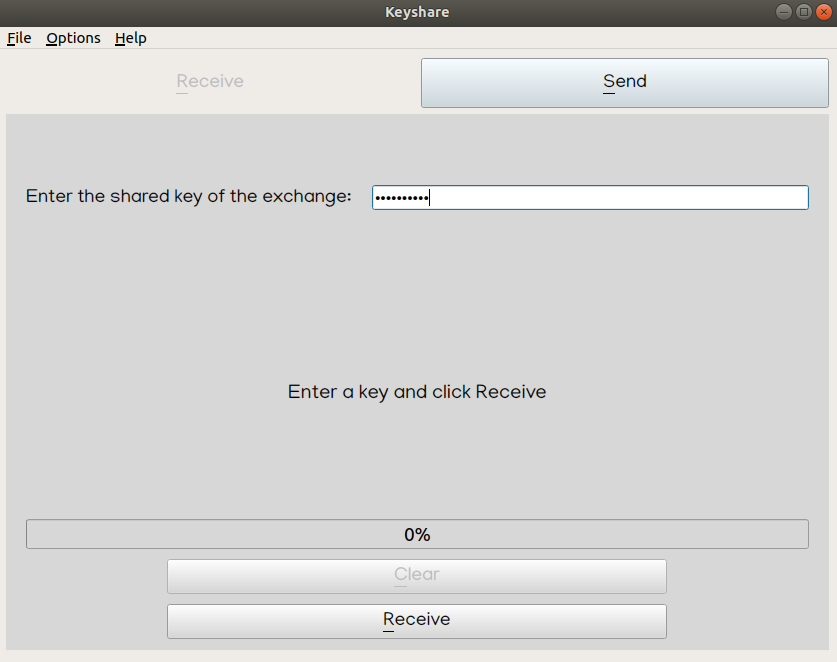 Keyshare
File Options Help
Receive Send
Enter the shared key of the exchange: ••••••••••
Enter a key and click Receive
0%
Clear
Receive